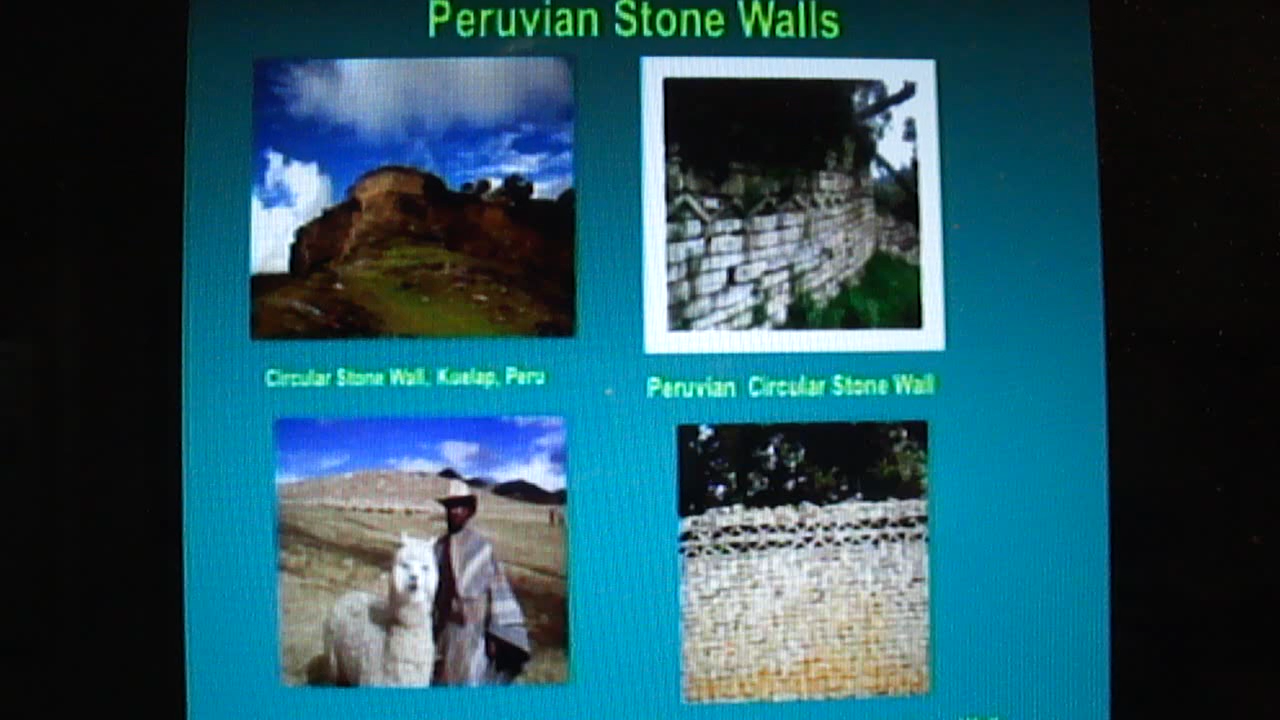 Peruvian Stone Walls
Circular Stone Wall, Kuelap, Peru
Peruvian Circular Stone Wall